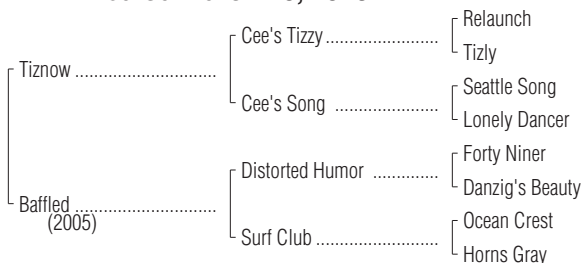 Cee's Tizzy ........................ Relaunch
Tizly
Tiznow ..............................
Cee's Song ...................... Seattle Song
Lonely Dancer
Distorted Humor .............. Forty Niner
Danzig's Beauty
Baffled ..............................
(2005)
Surf Club .......................... Ocean Crest
Horns Gray